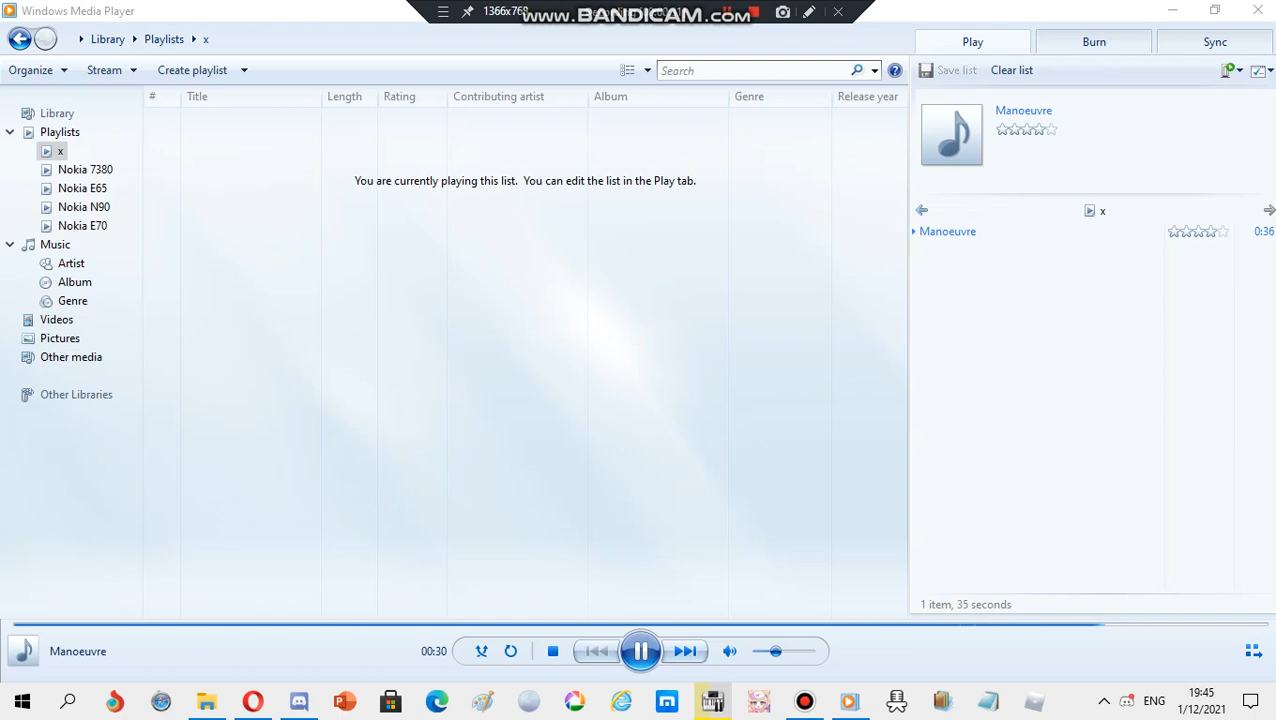 Windows Media Player
1366x768
www.BANDICAM.com
Library
Playlists
x
Play
Burn
Sync
Organize
Stream
Create playlist
Search
Save list
Clear list
#
Title
Length
Rating
Contributing artist
Album
Genre
Release year
Library
Playlists
x
Nokia 7380
Nokia E65
Nokia N90
Nokia E70
Music
Artist
Album
Genre
Videos
Pictures
Other media
Other Libraries
You are currently playing this list. You can edit the list in the Play tab.
Manoeuvre
x
Manoeuvre
0:36
1 item, 35 seconds
Manoeuvre
00:30
ENG
19:45
1/12/2021